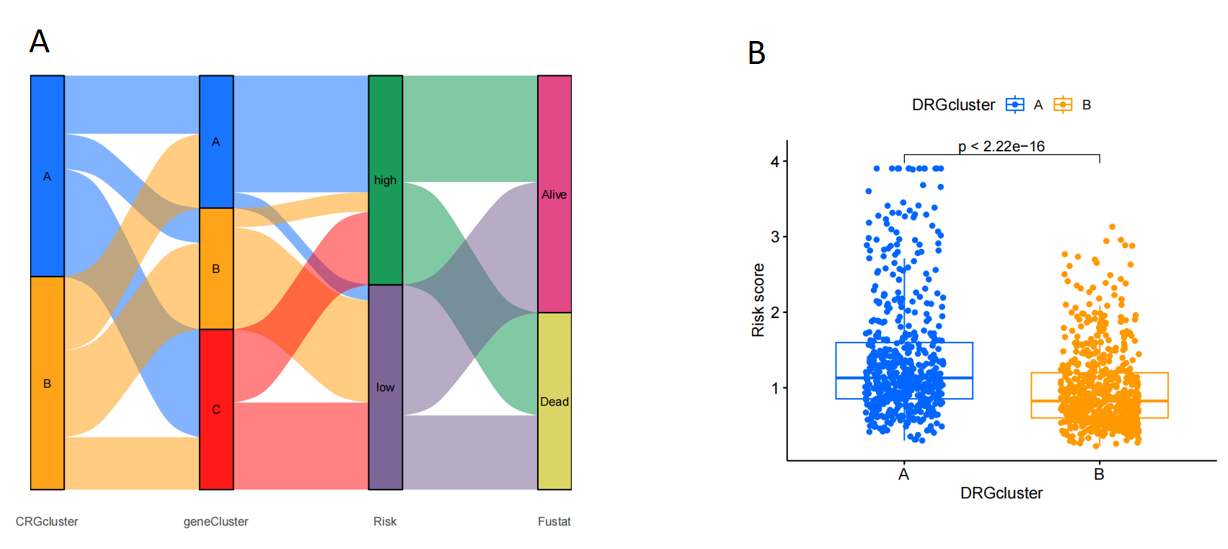 A
A
B
A
B
C
high
low
Alive
Dead
CRGcluster geneCluster Risk Fustat
B
DRGcluster A B
p < 2.22e−16
Risk score
4
3
2
1
A B
DRGcluster